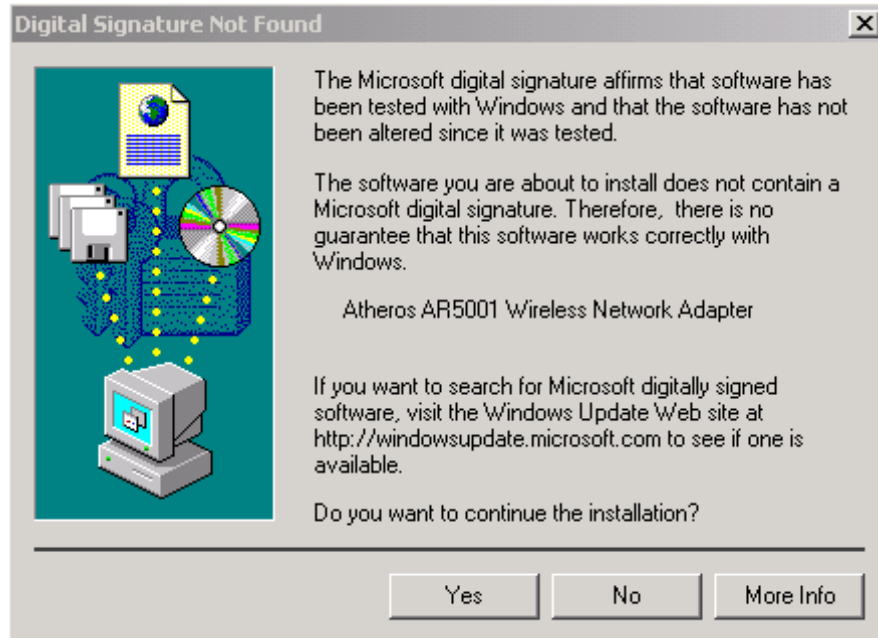 Digital Signature Not Found
The Microsoft digital signature affirms that software has
been tested with Windows and that the software has not
been altered since it was tested.
The software you are about to install does not contain a
Microsoft digital signature. Therefore,  there is no
guarantee that this software works correctly with
Windows.
Atheros AR5001 Wireless Network Adapter
If you want to search for Microsoft digitally signed
software, visit the Windows Update Web site at
http://windowsupdate.microsoft.com to see if one is
available.
Do you want to continue the installation?
Yes No More Info